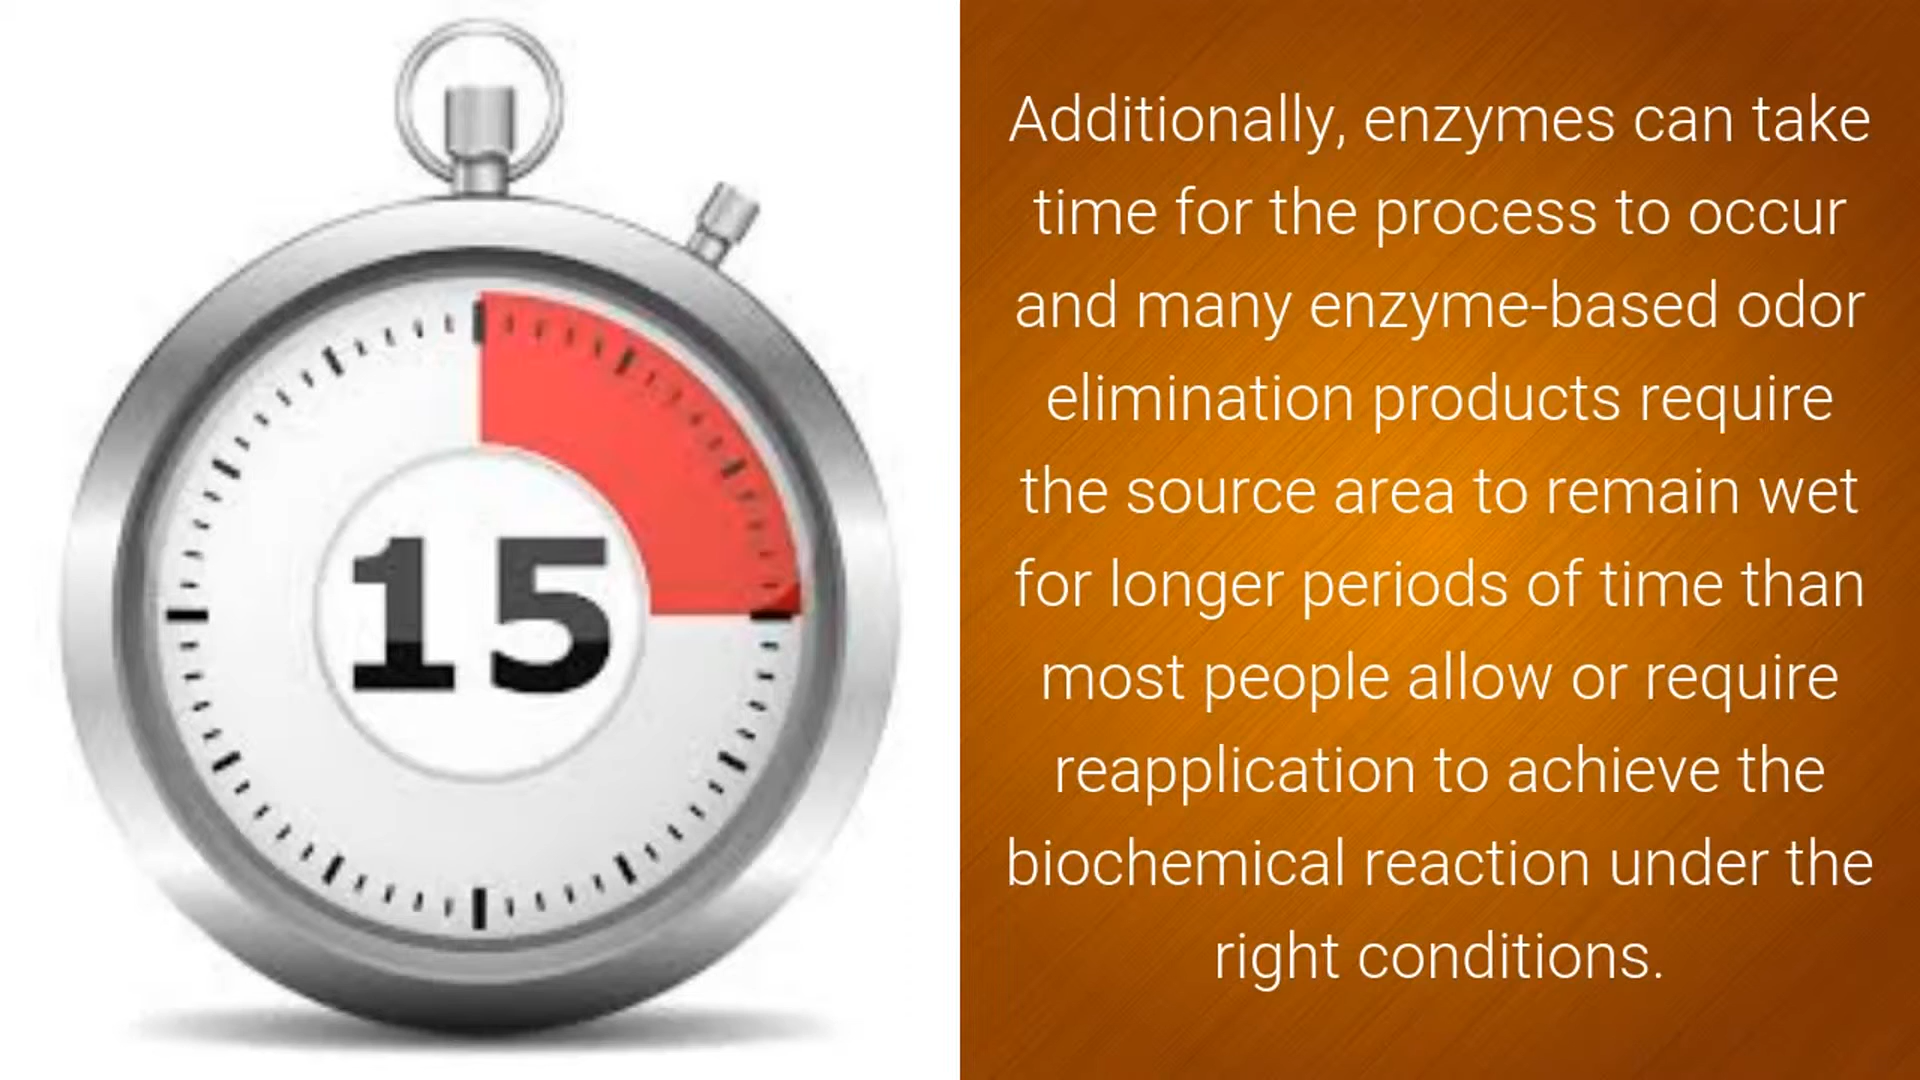 15
Additionally, enzymes can take
time for the process to occur
and many enzyme-based odor
elimination products require
the source area to remain wet
for longer periods of time than
most people allow or require
reapplication to achieve the
biochemical reaction under the
right conditions.